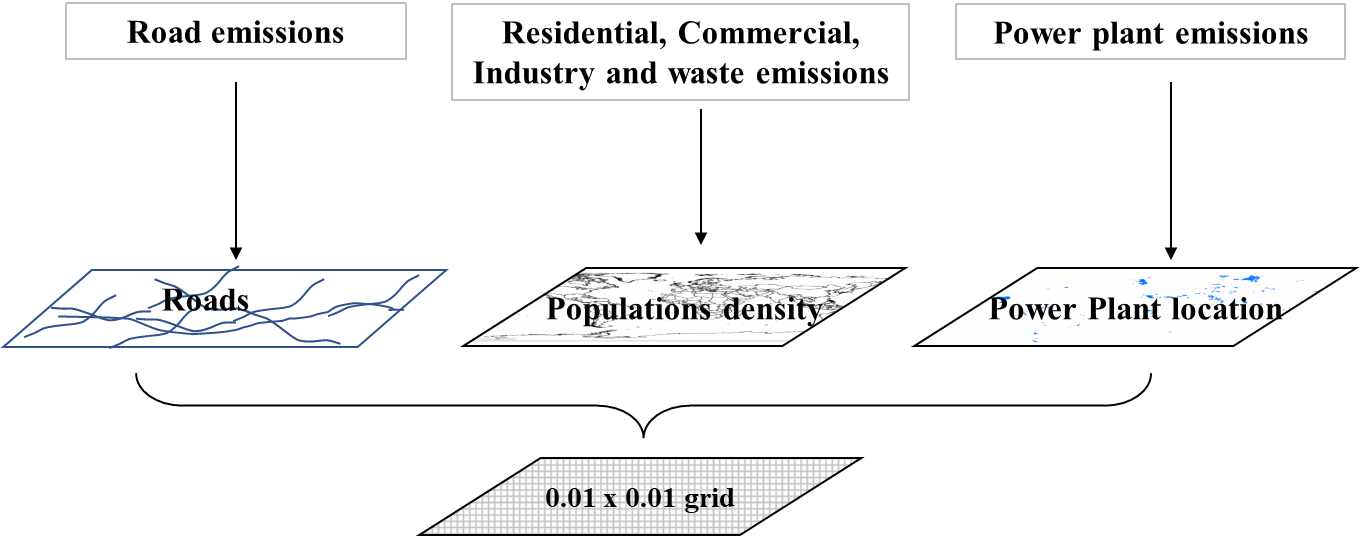 Road emissions
Residential, Commercial,
Industry and waste emissions
Power plant emissions
Roads
Populations density
Power Plant location
0.01 x 0.01 grid